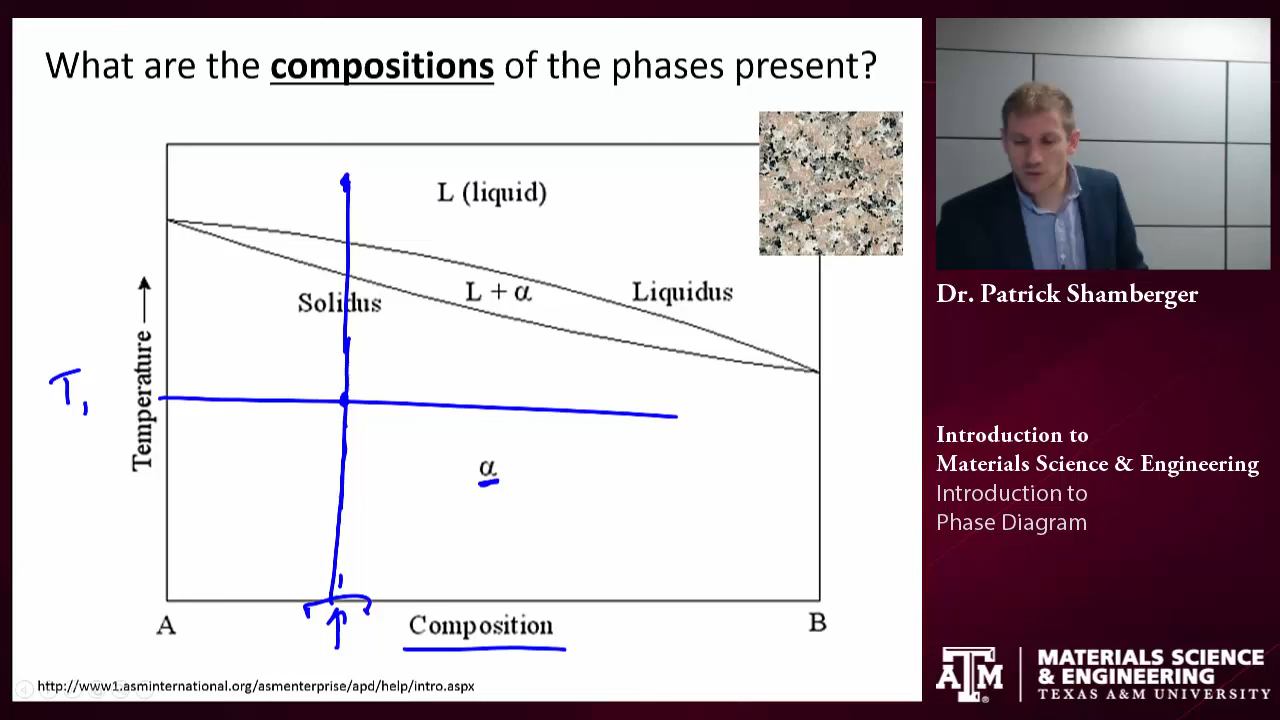 What are the compositions of the phases present?
L (liquid)
Solidus
L + α
Liquidus
Temperature
T₁
α
A
Composition
B
http://www1.asminternational.org/asmenterprise/apd/help/intro.aspx
Dr. Patrick Shamberger
Introduction to
Materials Science & Engineering
Introduction to
Phase Diagram
ATM
MATERIALS SCIENCE
& ENGINEERING
TEXAS A&M UNIVERSITY